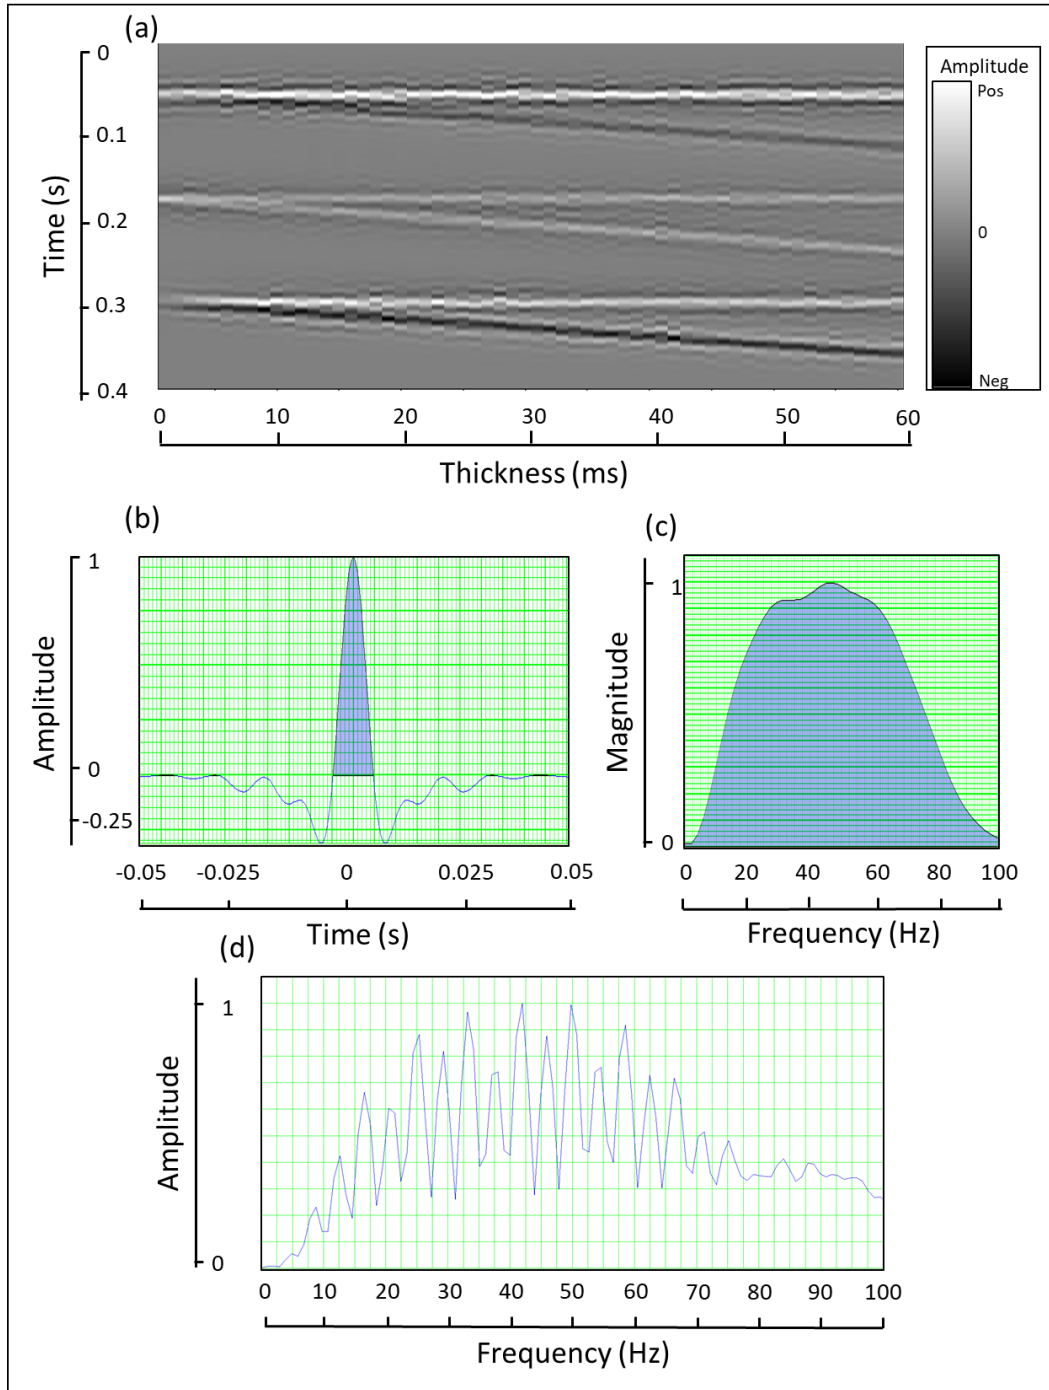 (a)
0
0.1
0.2
0.3
0.4
Time (s)
Amplitude
Pos
0
Neg
0 10 20 30 40 50 60
Thickness (ms)
(b)
1
0
-0.25
Amplitude
-0.05 -0.025 0 0.025 0.05
Time (s)
(c)
1
0
Magnitude
0 20 40 60 80 100
Frequency (Hz)
(d)
1
0
Amplitude
0 10 20 30 40 50 60 70 80 90 100
Frequency (Hz)